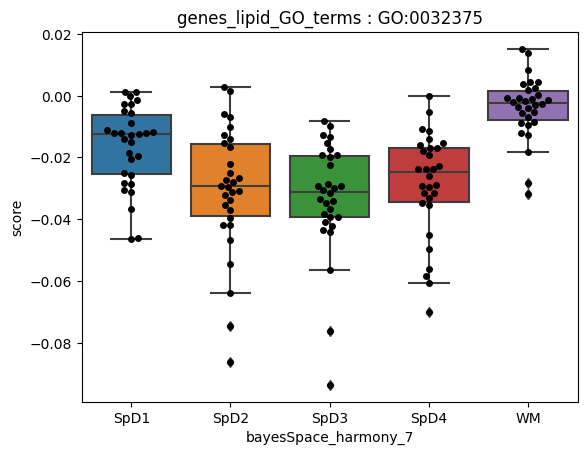 genes_lipid_GO_terms : GO:0032375
0.02
0.00
−0.02
−0.04
−0.06
−0.08
score
SpD1 SpD2 SpD3 SpD4 WM
bayesSpace_harmony_7